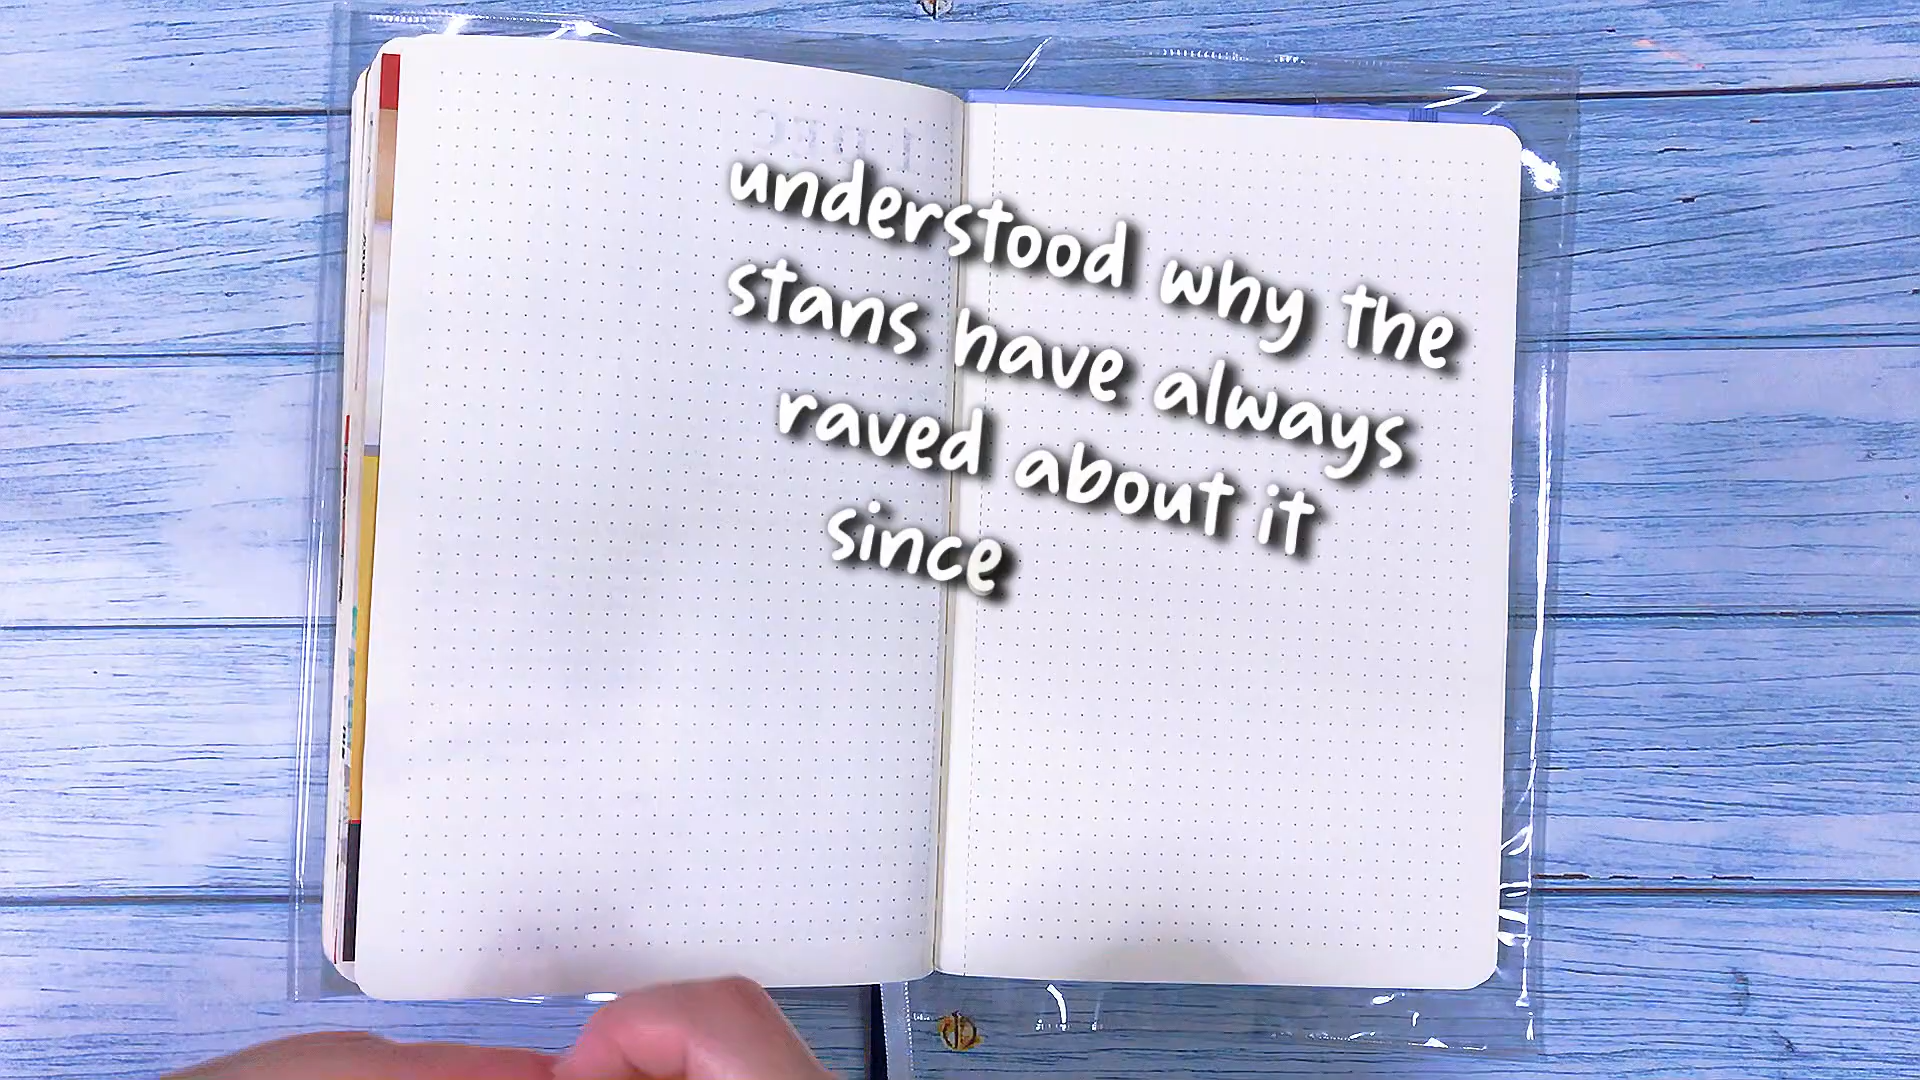 understood why the
stans have always
raved about it
since